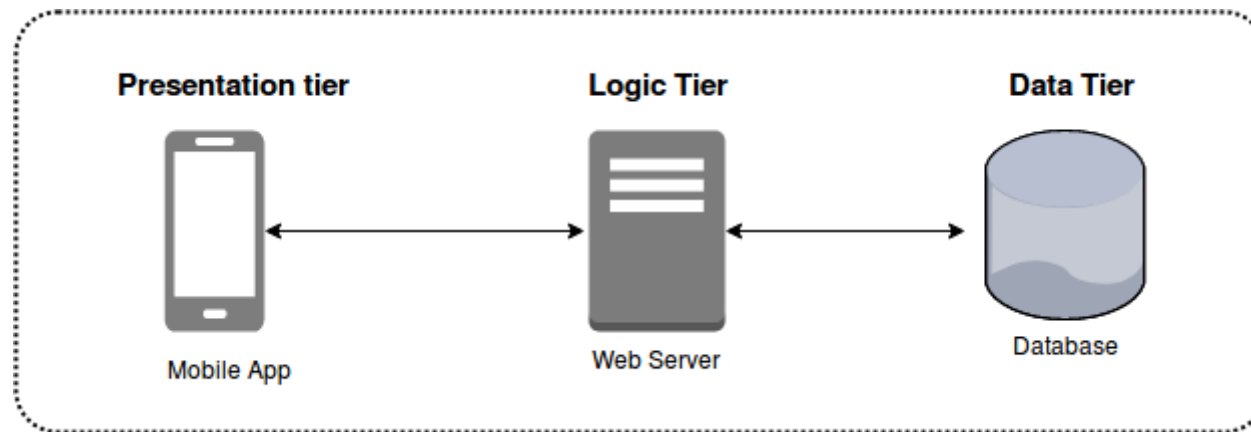 Presentation tier
Logic Tier
Data Tier
Mobile App
Web Server
Database